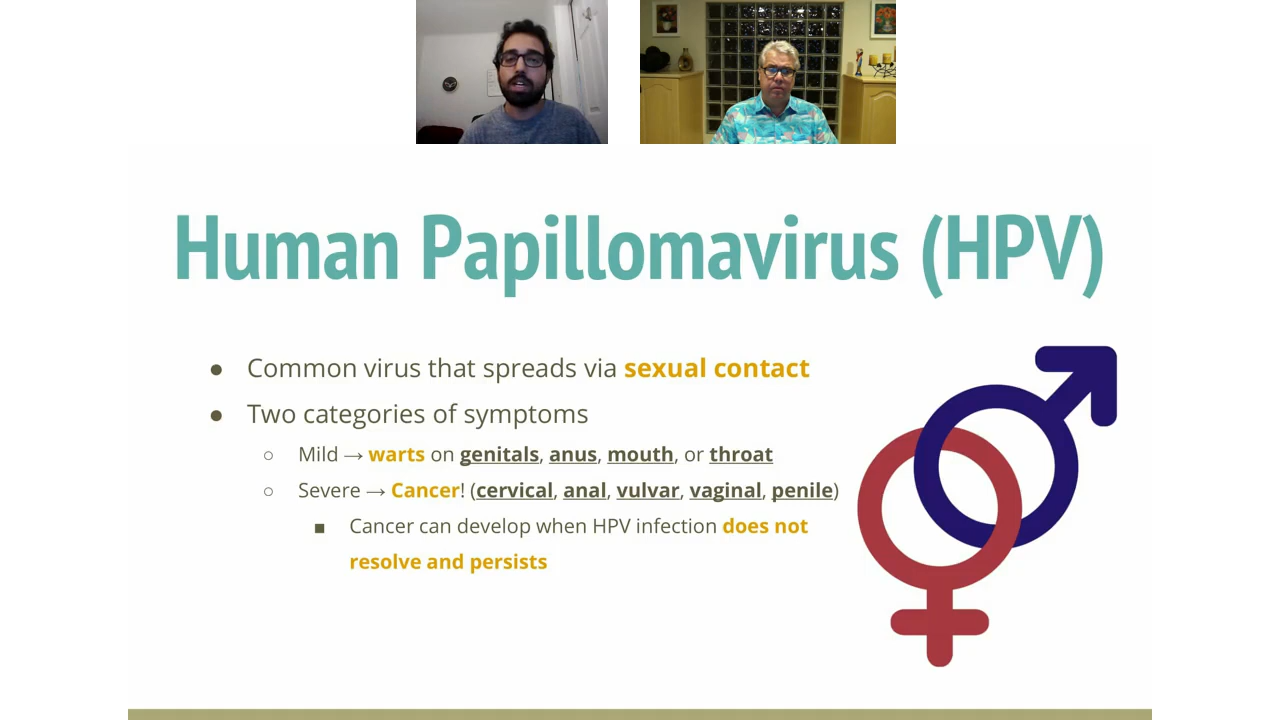 Human Papillomavirus (HPV)
● Common virus that spreads via sexual contact
● Two categories of symptoms
○ Mild → warts on genitals, anus, mouth, or throat
○ Severe → Cancer! (cervical, anal, vulvar, vaginal, penile)
■ Cancer can develop when HPV infection does not
resolve and persists